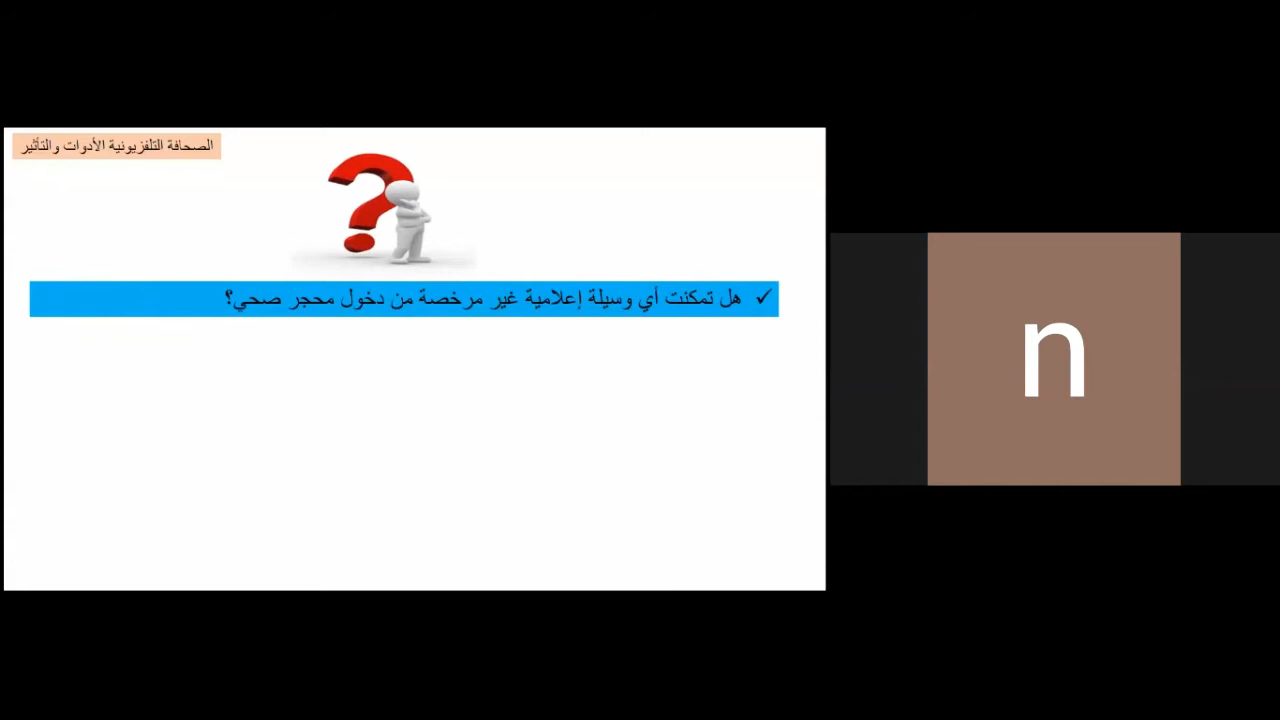 الصحافة التلفزيونية الأدوات والتأثير
✓ هل تمكنت أي وسيلة إعلامية غير مرخصة من دخول محجر صحي؟
n